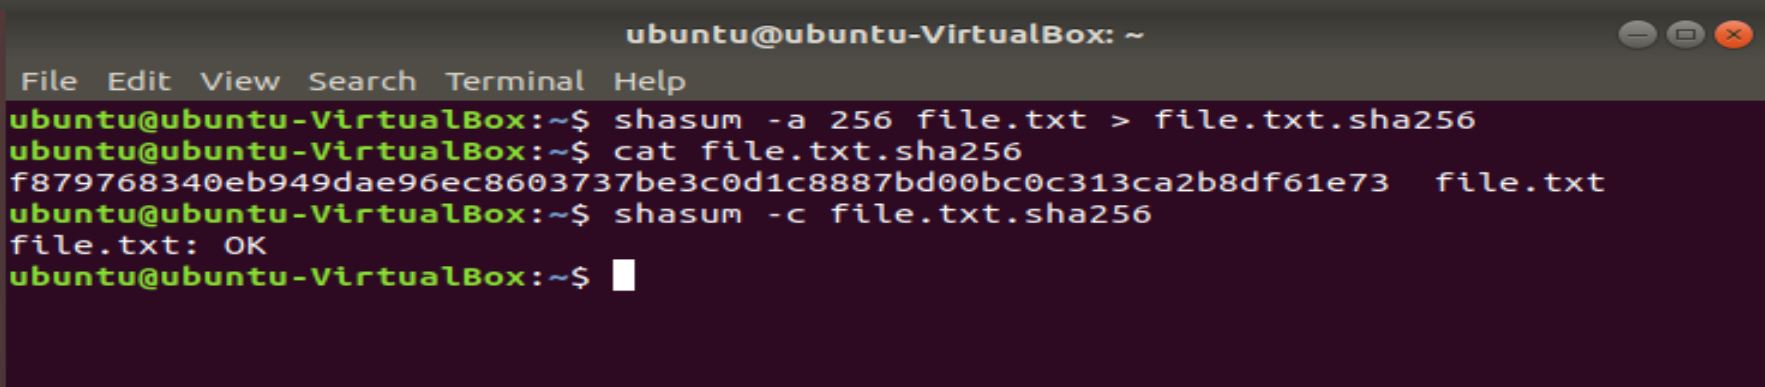 ubuntu@ubuntu-VirtualBox: ~
File Edit View Search Terminal Help
ubuntu@ubuntu-VirtualBox:~$ shasum -a 256 file.txt > file.txt.sha256
ubuntu@ubuntu-VirtualBox:~$ cat file.txt.sha256
f879768340eb949dae96ec8603737be3c0d1c8887bd00bc0c313ca2b8df61e73  file.txt
ubuntu@ubuntu-VirtualBox:~$ shasum -c file.txt.sha256
file.txt: OK
ubuntu@ubuntu-VirtualBox:~$